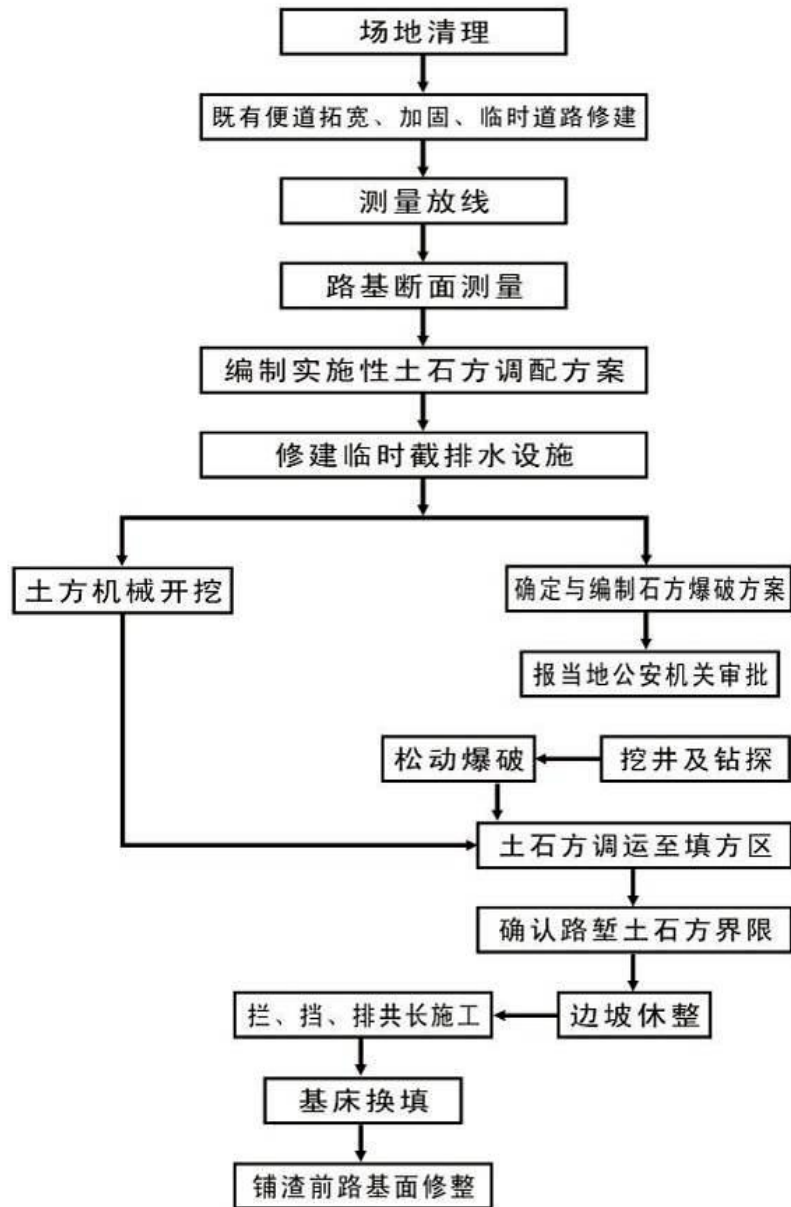 场地清理
既有便道拓宽、加固、临时道路修建
测量放线
路基断面测量
编制实施性土石方调配方案
修建临时截排水设施
土方机械开挖
确定与编制石方爆破方案
报当地公安机关审批
松动爆破
挖井及钻探
土石方调运至填方区
确认路堑土石方界限
边坡休整
拦、挡、排共长施工
基床换填
铺渣前路基面修整